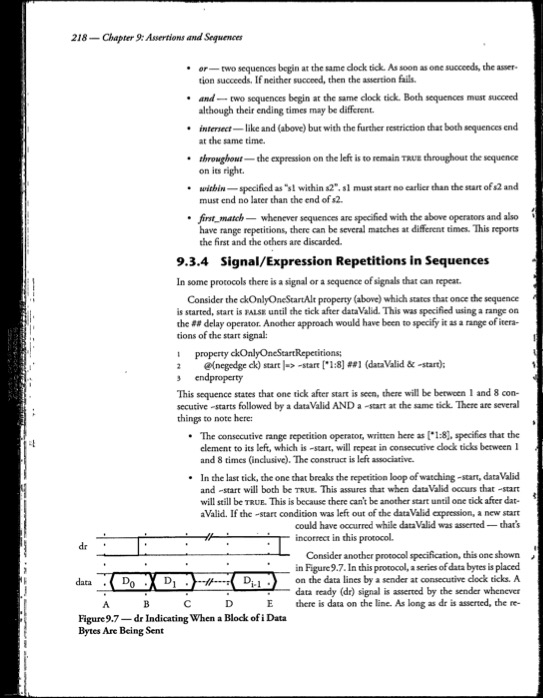 218 — Chapter 9: Assertions and Sequences
• or — two sequences begin at the same clock tick. As soon as one succeeds, the asser-
tion succeeds. If neither succeed, then the assertion fails.
• and — two sequences begin at the same clock tick. Both sequences must succeed
although their ending times may be different.
• intersect — like and (above) but with the further restriction that both sequences end
at the same time.
• throughout — the expression on the left is to remain TRUE throughout the sequence
on its right.
• within — specified as "s1 within s2". s1 must start no earlier than the start of s2 and
must end no later than the end of s2.
• first_match — whenever sequences are specified with the above operators and also
have range repetitions, there can be several matches at different times. This reports
the first and the others are discarded.
9.3.4 Signal/Expression Repetitions in Sequences
In some protocols there is a signal or a sequence of signals that can repeat.
Consider the ckOnlyOneStartAlt property (above) which states that once the sequence
is started, start is FALSE until the tick after dataValid. This was specified using a range on
the ## delay operator. Another approach would have been to specify it as a range of itera-
tions of the start signal:
1 property ckOnlyOneStartRepetitions;
2 @(negedge ck) start |=> ~start [*1:8] ##1 (dataValid & ~start);
3 endproperty
This sequence states that one tick after start is seen, there will be between 1 and 8 con-
secutive ~starts followed by a dataValid AND a ~start at the same tick. There are several
things to note here:
• The consecutive range repetition operator, written here as [*1:8], specifies that the
element to its left, which is ~start, will repeat in consecutive clock ticks between 1
and 8 times (inclusive). The construct is left associative.
• In the last tick, the one that breaks the repetition loop of watching ~start, dataValid
and ~start will both be TRUE. This assures that when dataValid occurs that ~start
will still be TRUE. This is because there can't be another start until one tick after dat-
aValid. If the ~start condition was left out of the dataValid expression, a new start
could have occurred while dataValid was asserted — that's
incorrect in this protocol.
Consider another protocol specification, this one shown
in Figure 9.7. In this protocol, a series of data bytes is placed
on the data lines by a sender at consecutive clock ticks. A
data ready (dr) signal is asserted by the sender whenever
there is data on the line. As long as dr is asserted, the re-
dr
data D0 D1 Di-1
A B C D E
Figure 9.7 — dr Indicating When a Block of i Data
Bytes Are Being Sent